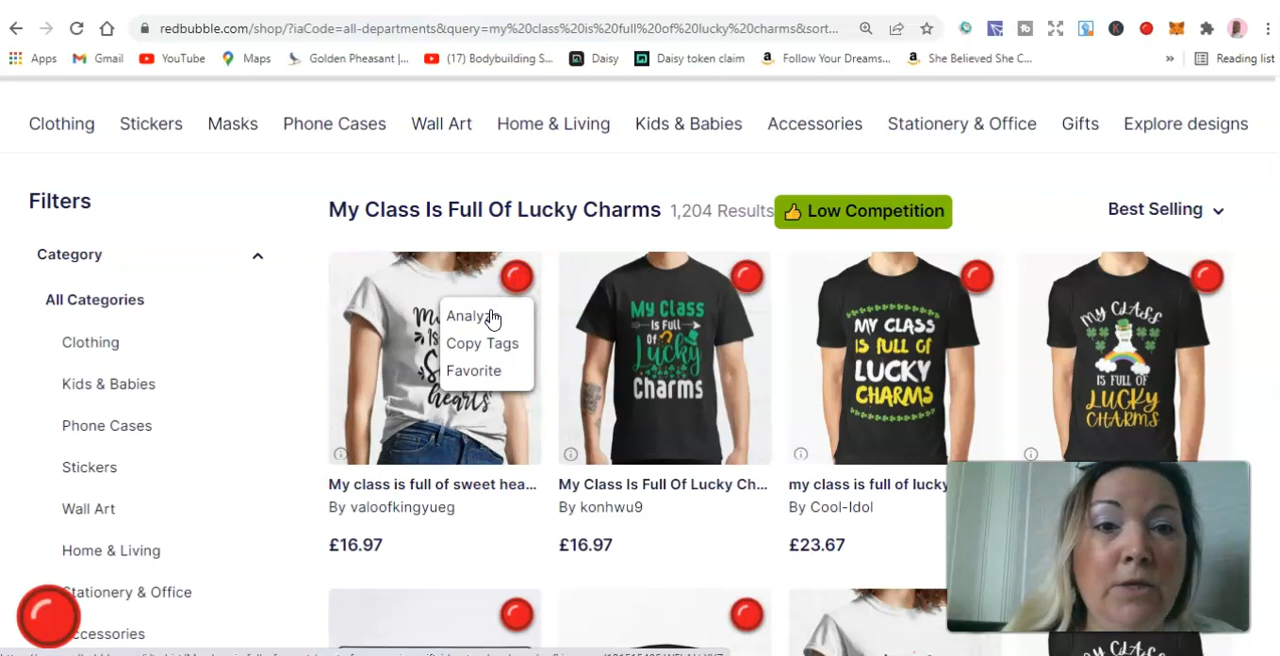 redbubble.com/shop/?iaCode=all-departments&query=my%20class%20is%20full%20of%20lucky%20charms&sort...
Apps Gmail YouTube Maps Golden Pheasant |... (17) Bodybuilding S... Daisy Daisy token claim Follow Your Dreams... She Believed She C... » Reading list
Clothing Stickers Masks Phone Cases Wall Art Home & Living Kids & Babies Accessories Stationery & Office Gifts Explore designs
Filters
My Class Is Full Of Lucky Charms 1,204 Results 👍 Low Competition Best Selling
Category
All Categories
Clothing
Kids & Babies
Phone Cases
Stickers
Wall Art
Home & Living
Stationery & Office
Accessories
hearts
Analyze
Copy Tags
Favorite
My Class
Is Full
Of
Lucky
Charms
MY CLASS
IS FULL OF
LUCKY
CHARMS
MY CLASS
IS FULL OF
LUCKY
CHARMS
My class is full of sweet hea... My Class Is Full Of Lucky Ch... my class is full of lucky
By valoofkingyueg By konhwu9 By Cool-Idol
£16.97 £16.97 £23.67